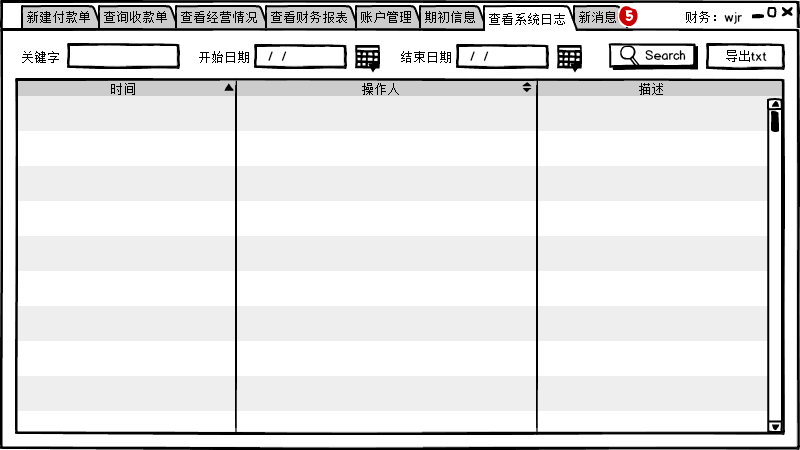 新建付款单 查询收款单 查看经营情况 查看财务报表 账户管理 期初信息 查看系统日志 新消息 5 财务：wjr
关键字 开始日期 / / 结束日期 / / Search 导出txt
时间 操作人 描述